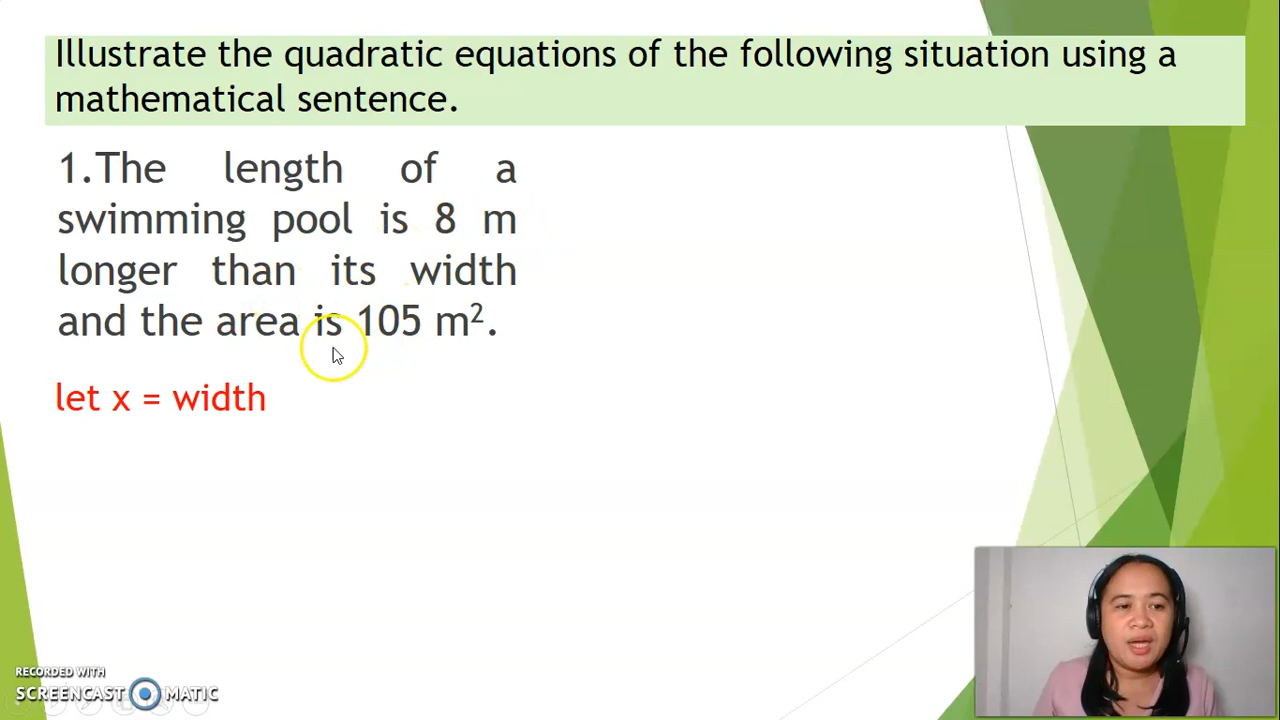 Illustrate the quadratic equations of the following situation using a
mathematical sentence.
1.The length of a
swimming pool is 8 m
longer than its width
and the area is 105 m².
let x = width
RECORDED WITH
SCREENCAST MATIC